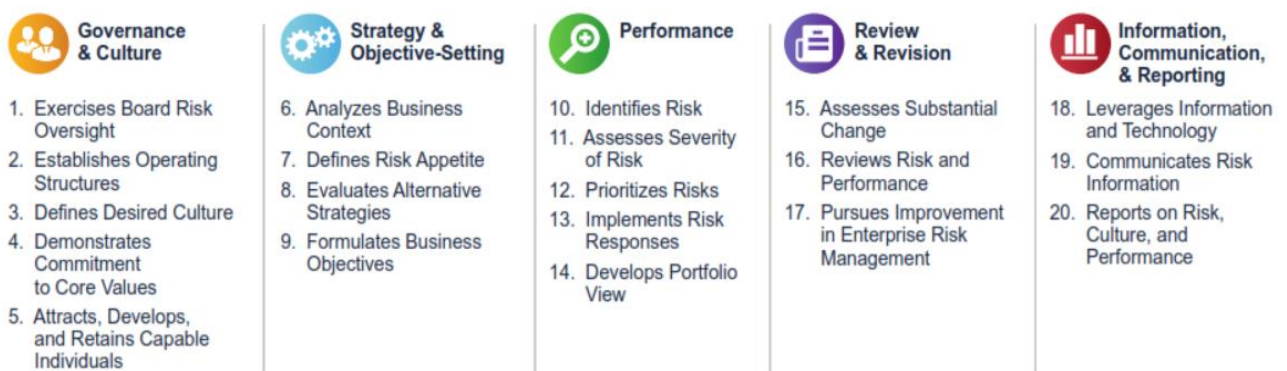 Governance
& Culture
1. Exercises Board Risk
Oversight
2. Establishes Operating
Structures
3. Defines Desired Culture
4. Demonstrates
Commitment
to Core Values
5. Attracts, Develops,
and Retains Capable
Individuals
Strategy &
Objective-Setting
6. Analyzes Business
Context
7. Defines Risk Appetite
8. Evaluates Alternative
Strategies
9. Formulates Business
Objectives
Performance
10. Identifies Risk
11. Assesses Severity
of Risk
12. Prioritizes Risks
13. Implements Risk
Responses
14. Develops Portfolio
View
Review
& Revision
15. Assesses Substantial
Change
16. Reviews Risk and
Performance
17. Pursues Improvement
in Enterprise Risk
Management
Information,
Communication,
& Reporting
18. Leverages Information
and Technology
19. Communicates Risk
Information
20. Reports on Risk,
Culture, and
Performance